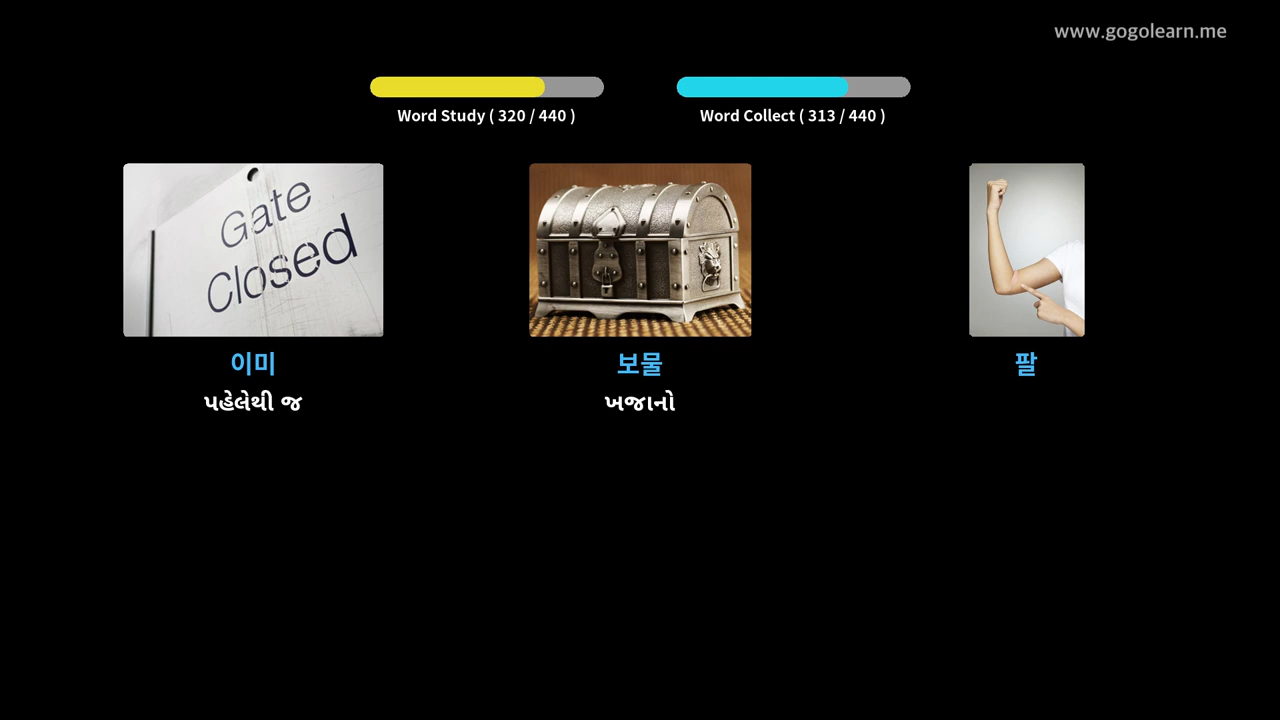 www.gogolearn.me
Word Study ( 320 / 440 )
Word Collect ( 313 / 440 )
Gate
Closed
이미
보물
팔
પહેલેથી જ
ખજાનો